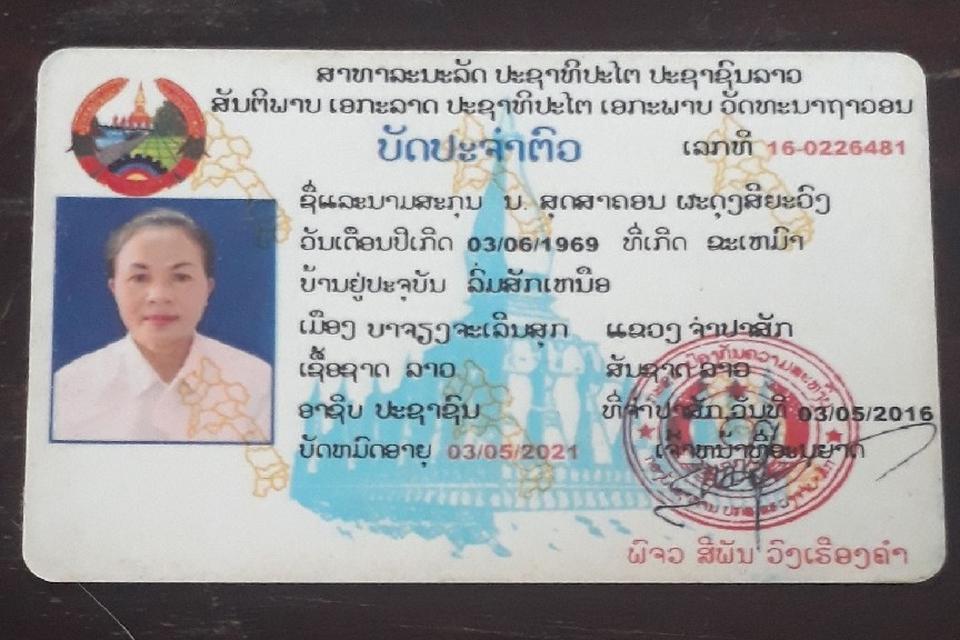 ສາທາລະນະລັດ ປະຊາທິປະໄຕ ປະຊາຊົນລາວ
ສັນຕິພາບ ເອກະລາດ ປະຊາທິປະໄຕ ເອກະພາບ ວັດທະນາຖາວອນ
ບັດປະຈຳຕົວ
ເລກທີ 16-0226481
ຊື່ແລະນາມສະກຸນ ນ. ສຸດສາຄອນ ຜະດຸງສີຍະວົງ
ວັນເດືອນປີເກີດ 03/06/1969 ທີ່ເກີດ ຂະເຫມົາ
ບ້ານຢູ່ປະຈຸບັນ ລົ່ມສັກເຫນືອ
ເມືອງ ບາຈຽງຈະເລີນສຸກ ແຂວງ ຈຳປາສັກ
ເຊື້ອຊາດ ລາວ ສັນຊາດ ລາວ
ອາຊິບ ປະຊາຊົນ ທີ່ຈຳປາສັກ ວັນທີ 03/05/2016
ບັດຫມົດອາຍຸ 03/05/2021 ເຈົ້າຫນ້າທີ່ອະນຸຍາດ
ພົຈວ ສີພັນ ວົງເຮືອງຄຳ